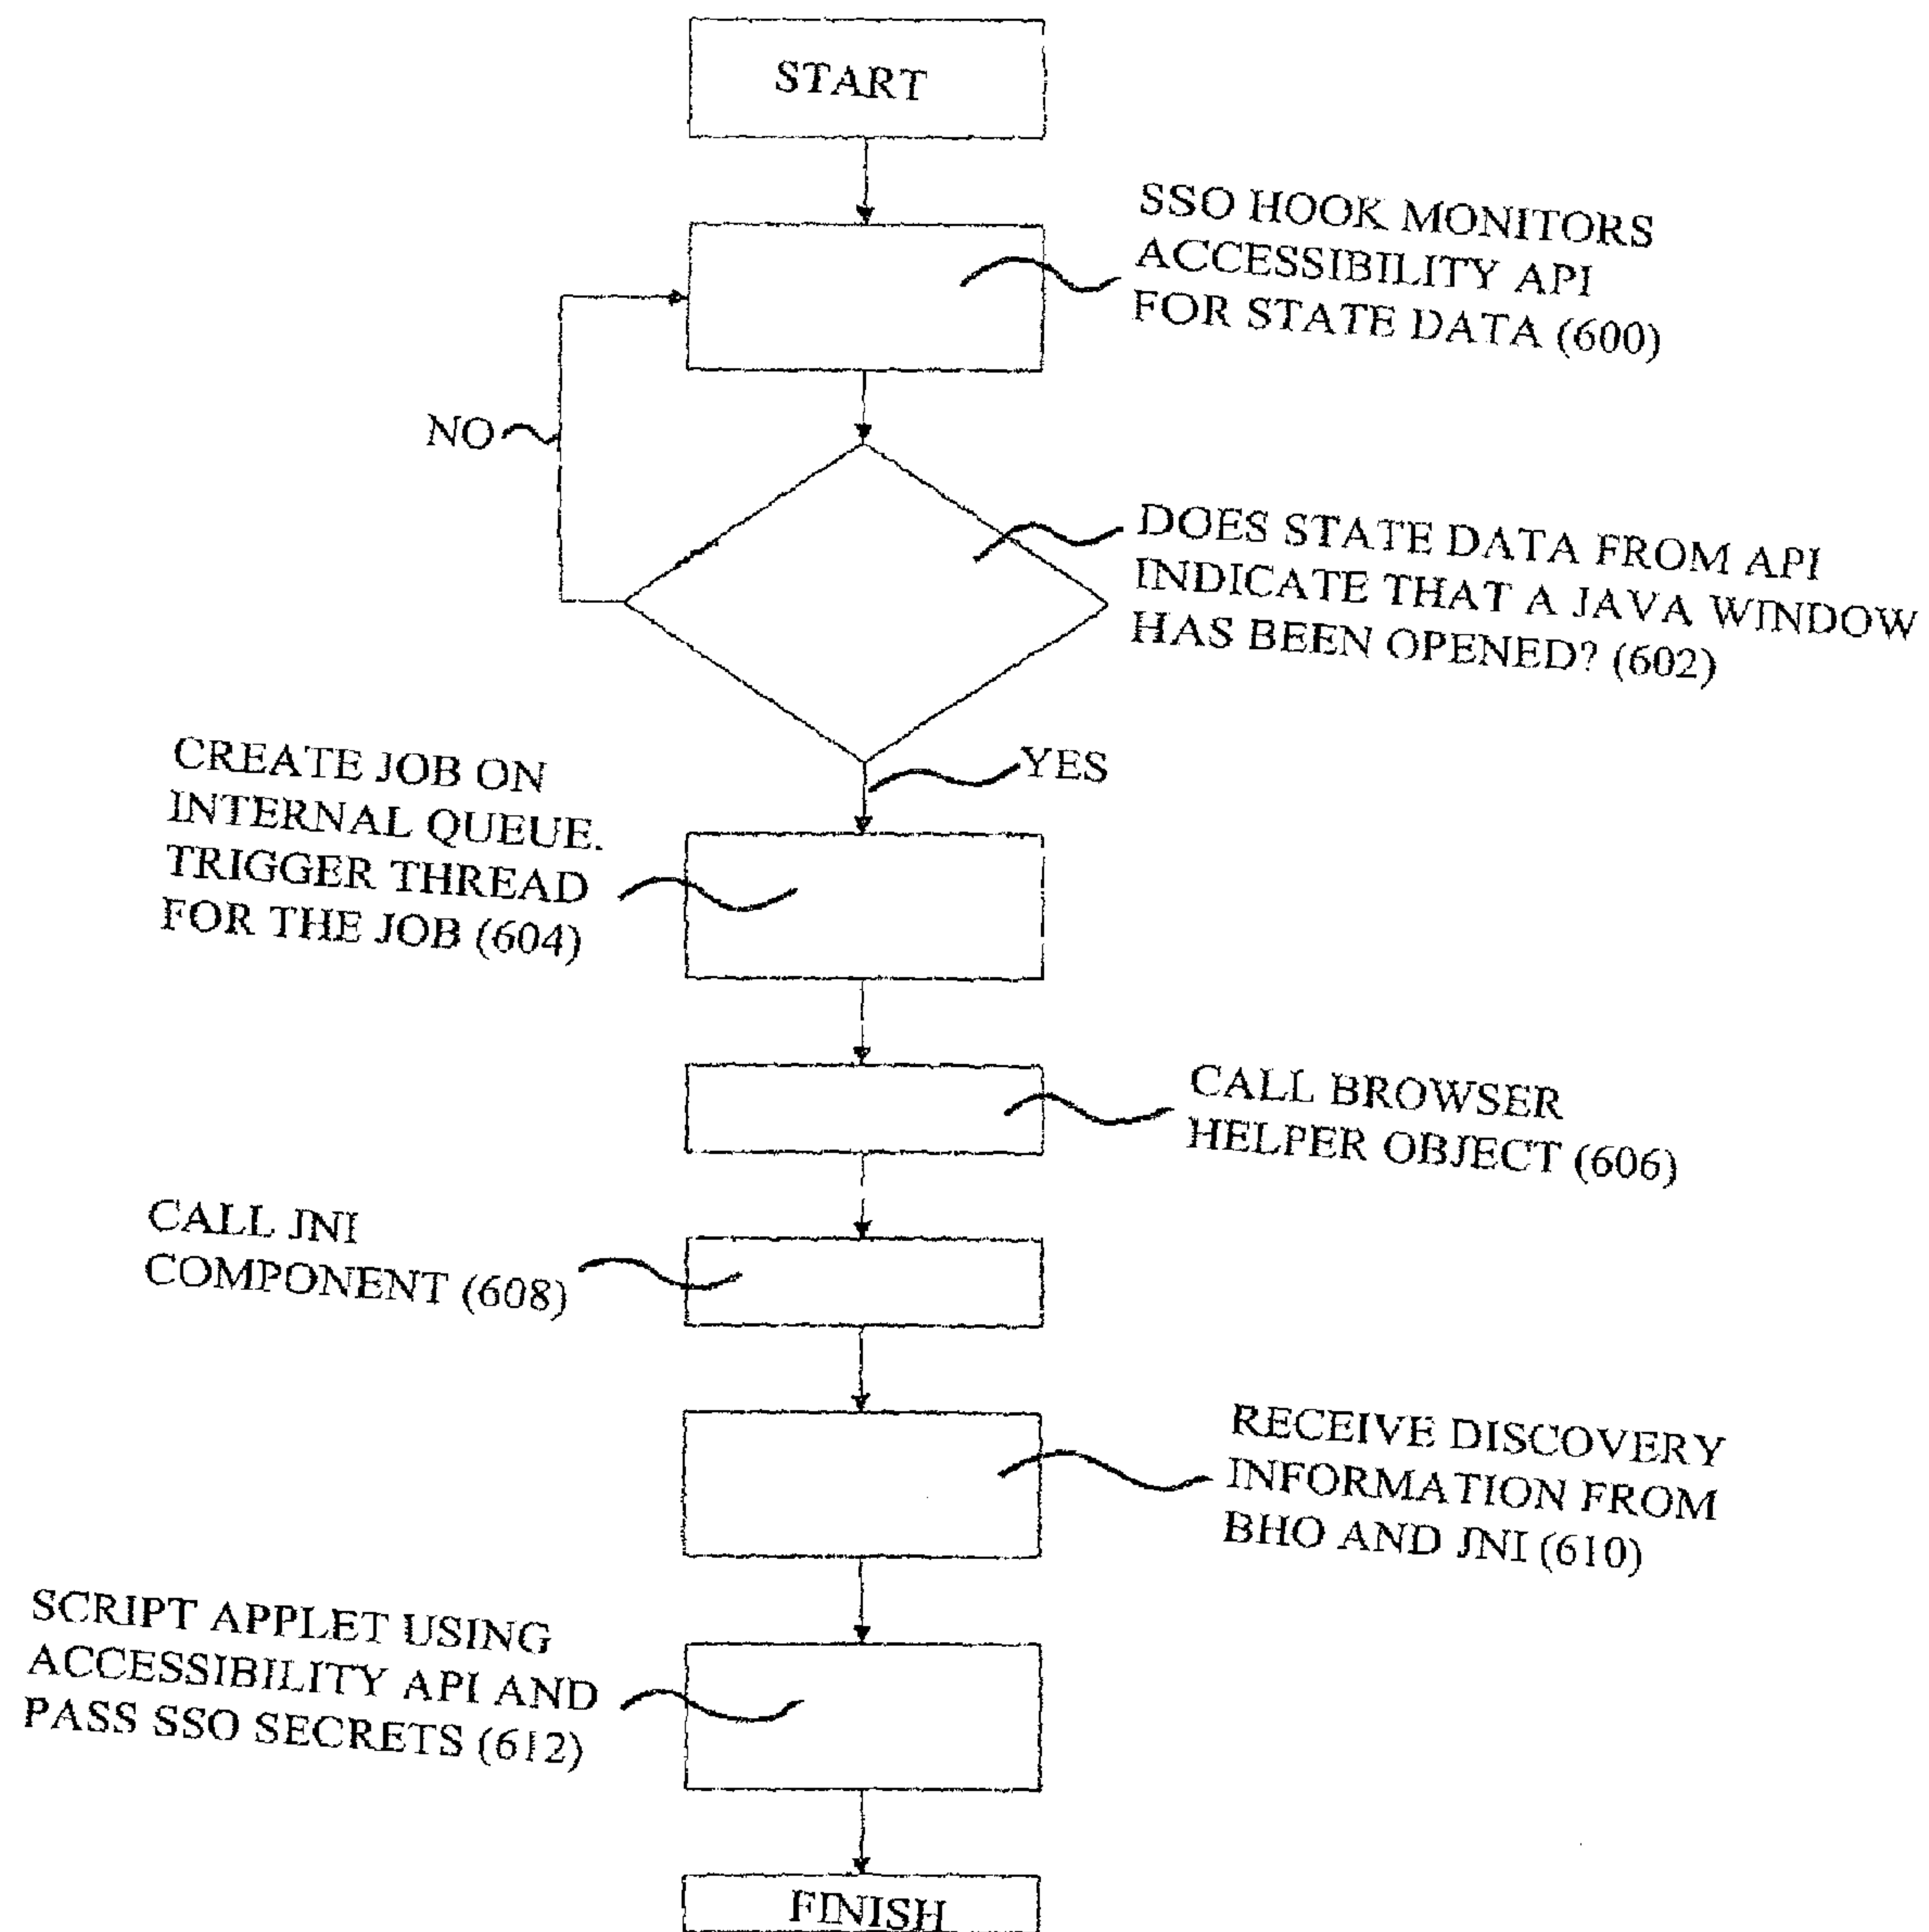 START
SSO HOOK MONITORS
ACCESSIBILITY API
FOR STATE DATA (600)
NO
DOES STATE DATA FROM API
INDICATE THAT A JAVA WINDOW
HAS BEEN OPENED? (602)
YES
CREATE JOB ON
INTERNAL QUEUE.
TRIGGER THREAD
FOR THE JOB (604)
CALL BROWSER
HELPER OBJECT (606)
CALL JNI
COMPONENT (608)
RECEIVE DISCOVERY
INFORMATION FROM
BHO AND JNI (610)
SCRIPT APPLET USING
ACCESSIBILITY API AND
PASS SSO SECRETS (612)
FINISH